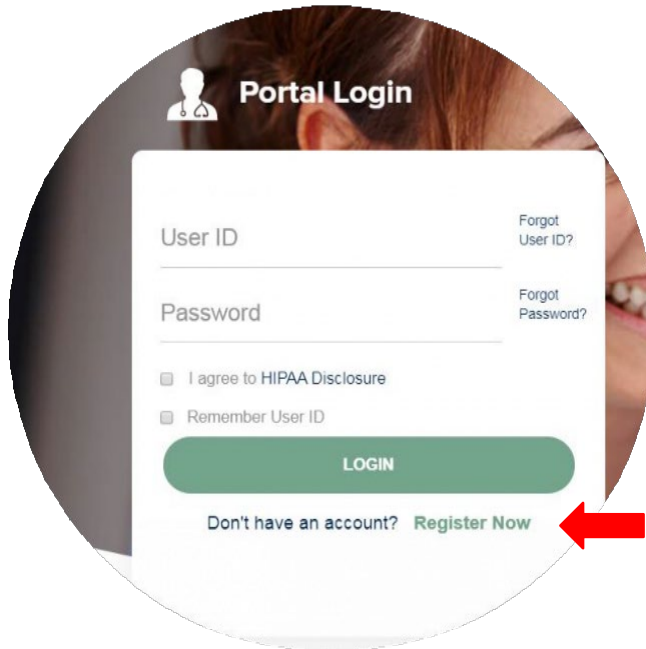 Portal Login
User ID
Forgot
User ID?
Password
Forgot
Password?
I agree to HIPAA Disclosure
Remember User ID
LOGIN
Don't have an account? Register Now